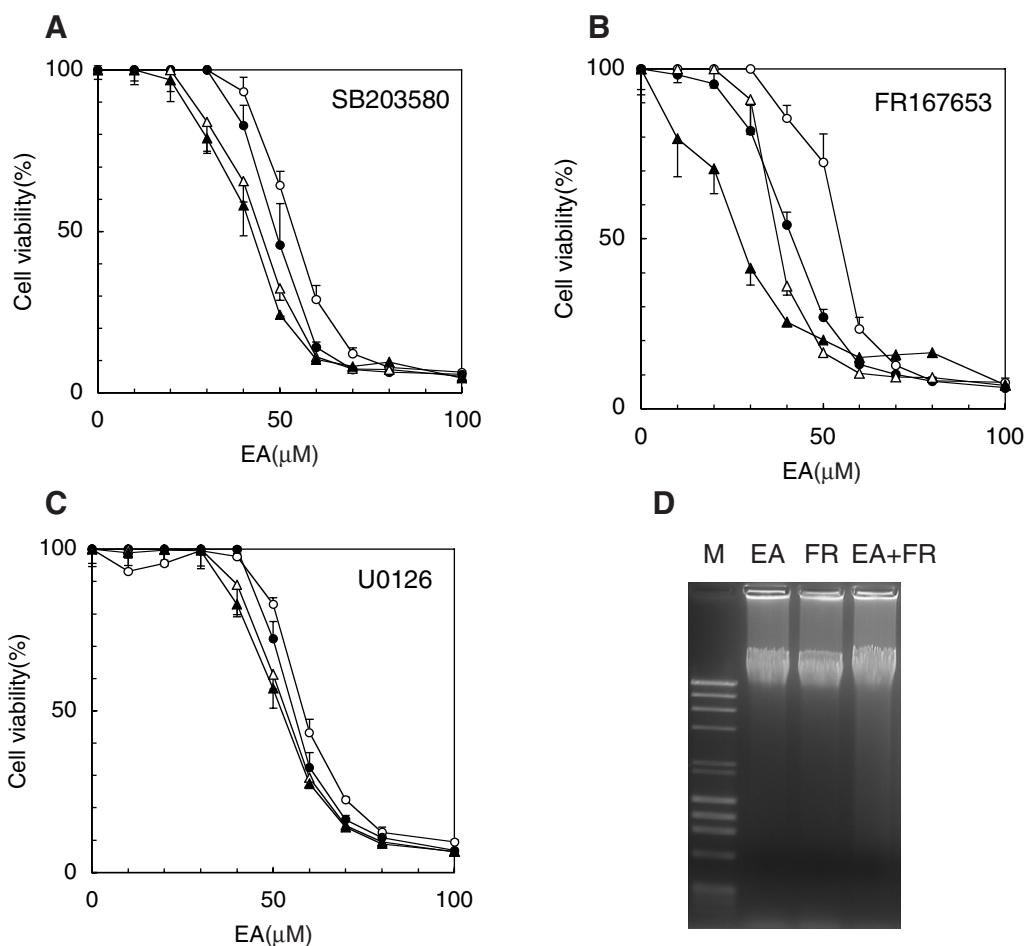 A
SB203580
100
50
0
Cell viability(%)
0 50 100
EA(μM)
B
FR167653
100
50
0
Cell viability(%)
0 50 100
EA(μM)
C
U0126
100
50
0
Cell viability(%)
0 50 100
EA(μM)
D
M EA FR EA+FR